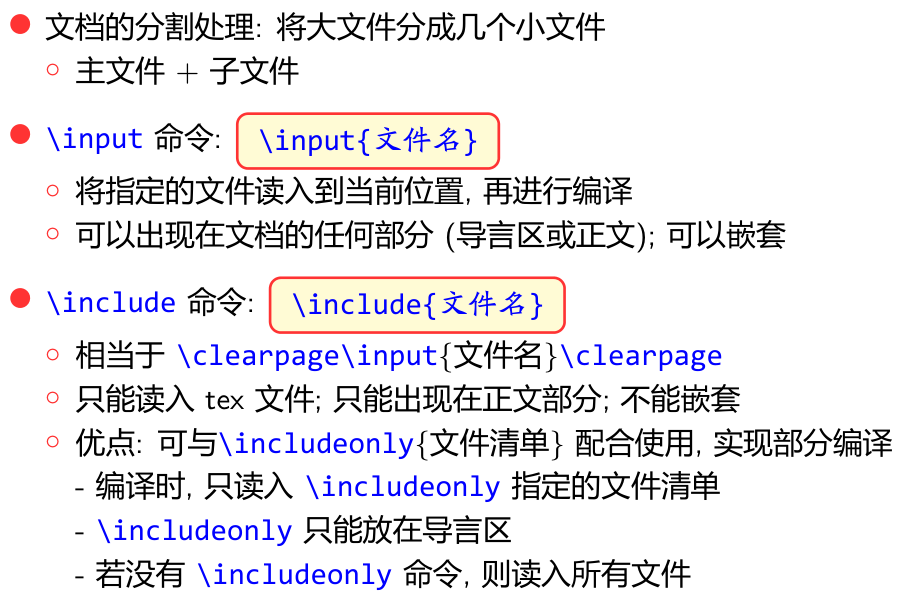 文档的分割处理: 将大文件分成几个小文件
主文件 + 子文件
\input 命令: \input{文件名}
将指定的文件读入到当前位置, 再进行编译
可以出现在文档的任何部分 (导言区或正文); 可以嵌套
\include 命令: \include{文件名}
相当于 \clearpage\input{文件名}\clearpage
只能读入 tex 文件; 只能出现在正文部分; 不能嵌套
优点: 可与\includeonly{文件清单} 配合使用, 实现部分编译
- 编译时, 只读入 \includeonly 指定的文件清单
- \includeonly 只能放在导言区
- 若没有 \includeonly 命令, 则读入所有文件